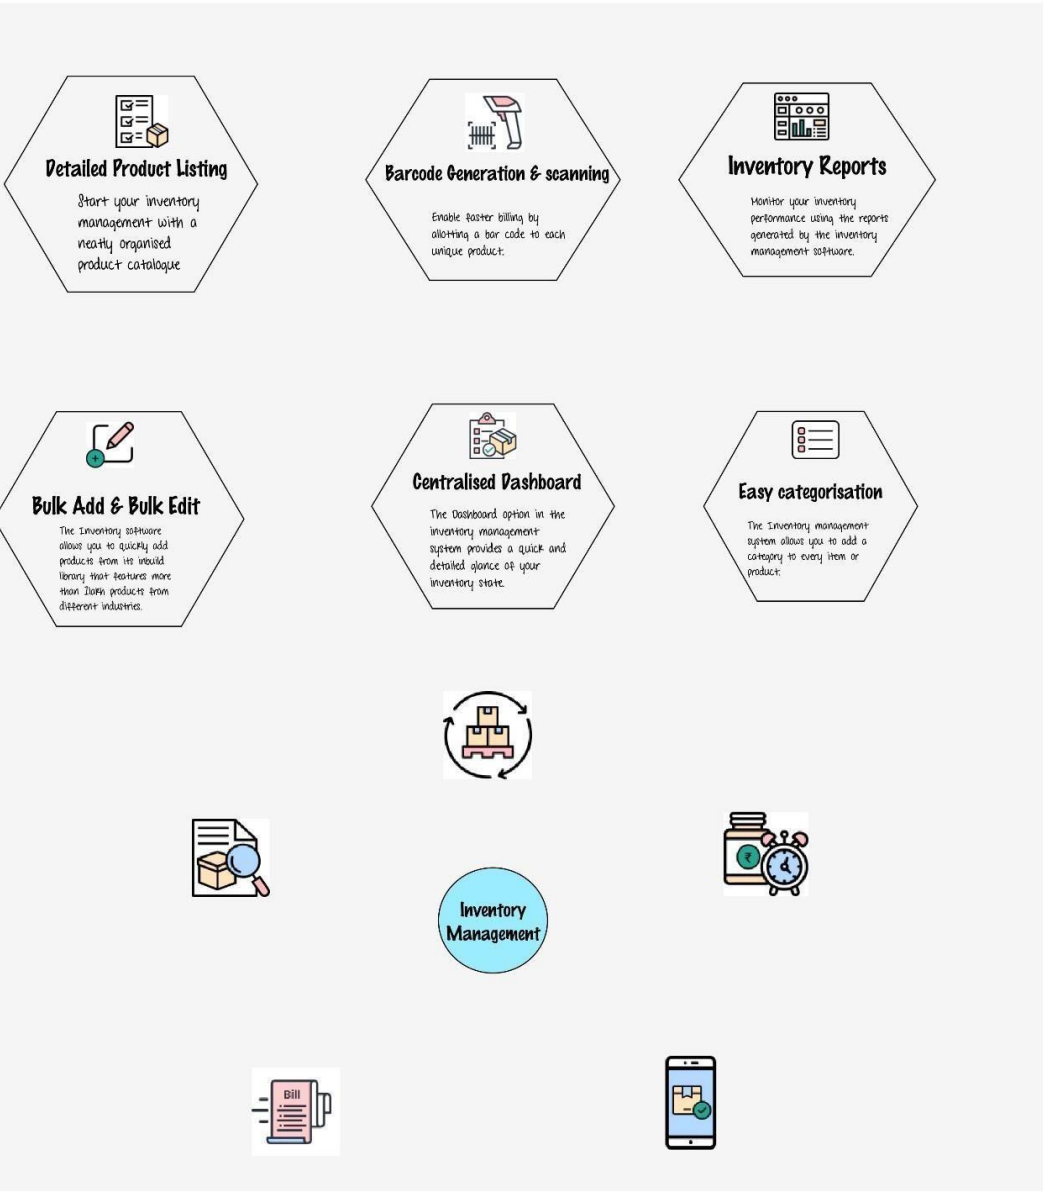 Detailed Product Listing
Start your inventory
management with a
neatly organised
product catalogue
Barcode Generation & scanning
Enable faster billing by
allotting a bar code to each
unique product.
Inventory Reports
Monitor your inventory
performance using the reports
generated by the inventory
management software.
Bulk Add & Bulk Edit
The Inventory software
allows you to quickly add
products from its inbuild
library that features more
than products from
different industries.
Centralised Dashboard
The Dashboard option in the
inventory management
system provides a quick and
detailed glance of your
inventory state.
Easy categorisation
The Inventory management
system allows you to add a
category to every item or
product.
₹
Inventory
Management
Bill